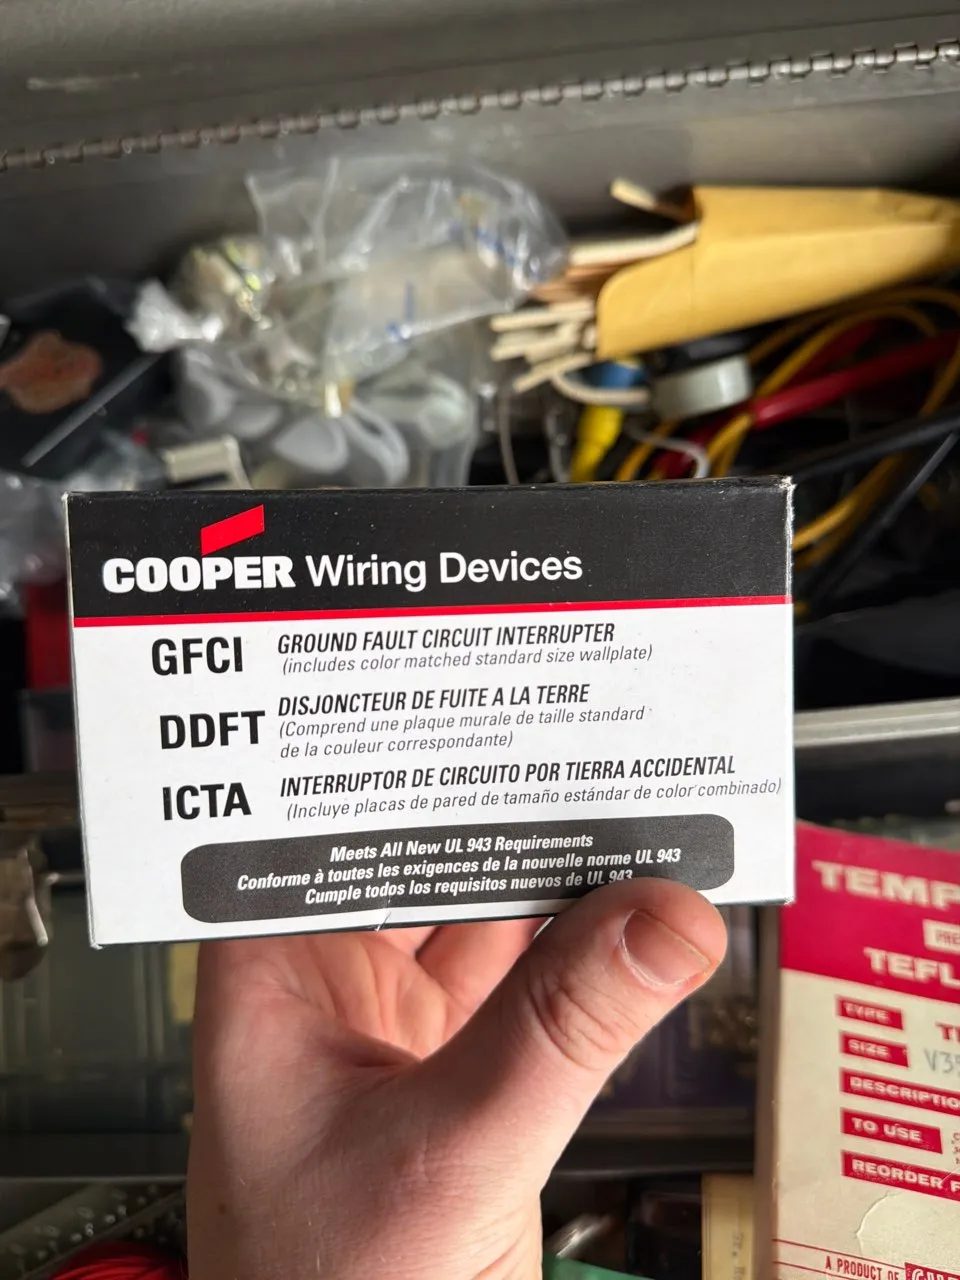 COOPER Wiring Devices
GFCI
GROUND FAULT CIRCUIT INTERRUPTER
(includes color matched standard size wallplate)
DDFT
DISJONCTEUR DE FUITE A LA TERRE
(Comprend une plaque murale de taille standard
de la couleur correspondante)
ICTA
INTERRUPTOR DE CIRCUITO POR TIERRA ACCIDENTAL
(Incluye placas de pared de tamaño estándar de color combinado)
Meets All New UL 943 Requirements
Conforme à toutes les exigences de la nouvelle norme UL 943
Cumple todos los requisitos nuevos de UL 943
TYPE
SIZE
TO USE
REORDER
A PRODUCT OF